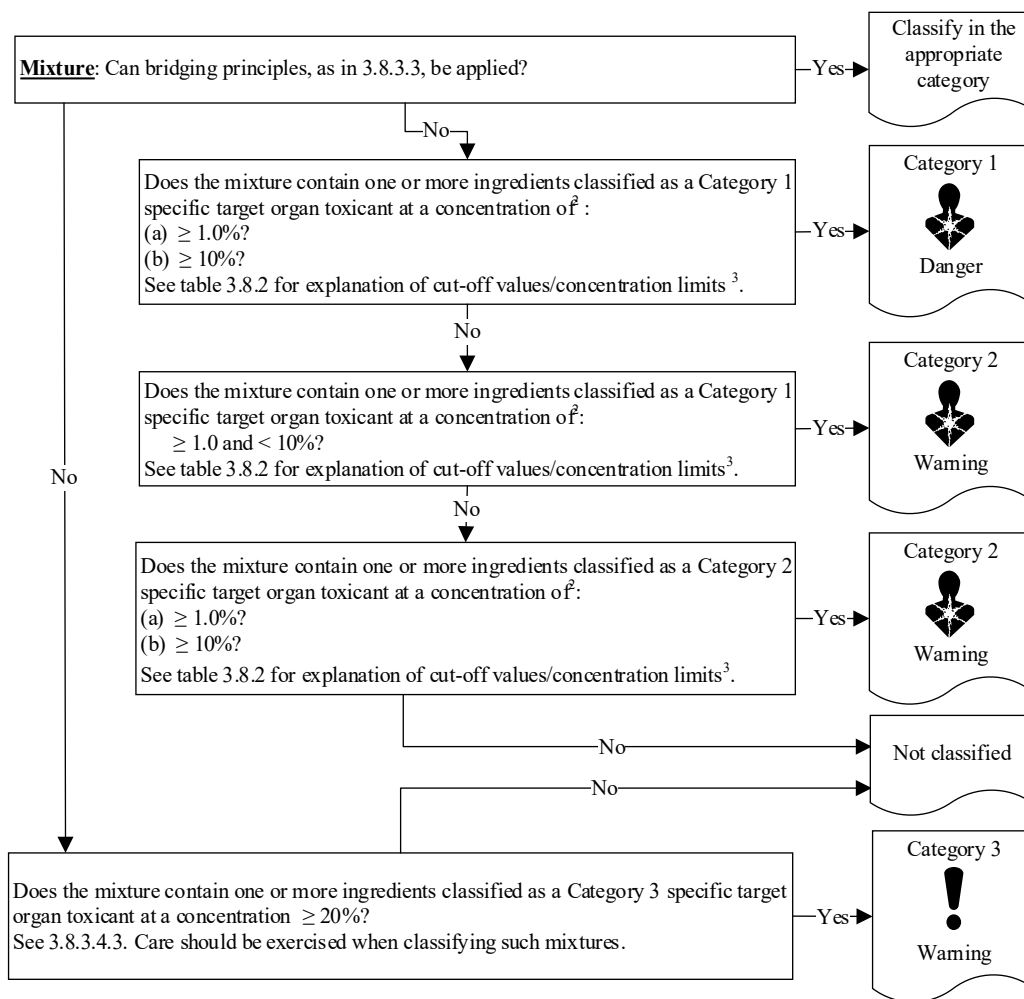 Classify in the
appropriate
category
Mixture: Can bridging principles, as in 3.8.3.3, be applied?
Yes
No
Category 1
Does the mixture contain one or more ingredients classified as a Category 1
specific target organ toxicant at a concentration of² :
(a) ≥ 1.0%?
(b) ≥ 10%?
See table 3.8.2 for explanation of cut-off values/concentration limits ³.
Yes
Danger
No
Category 2
Does the mixture contain one or more ingredients classified as a Category 1
specific target organ toxicant at a concentration of²:
≥ 1.0 and < 10%?
See table 3.8.2 for explanation of cut-off values/concentration limits³.
Yes
Warning
No
No
Category 2
Does the mixture contain one or more ingredients classified as a Category 2
specific target organ toxicant at a concentration of²:
(a) ≥ 1.0%?
(b) ≥ 10%?
See table 3.8.2 for explanation of cut-off values/concentration limits³.
Yes
Warning
No
Not classified
No
Category 3
Does the mixture contain one or more ingredients classified as a Category 3 specific target
organ toxicant at a concentration ≥ 20%?
See 3.8.3.4.3. Care should be exercised when classifying such mixtures.
Yes
Warning